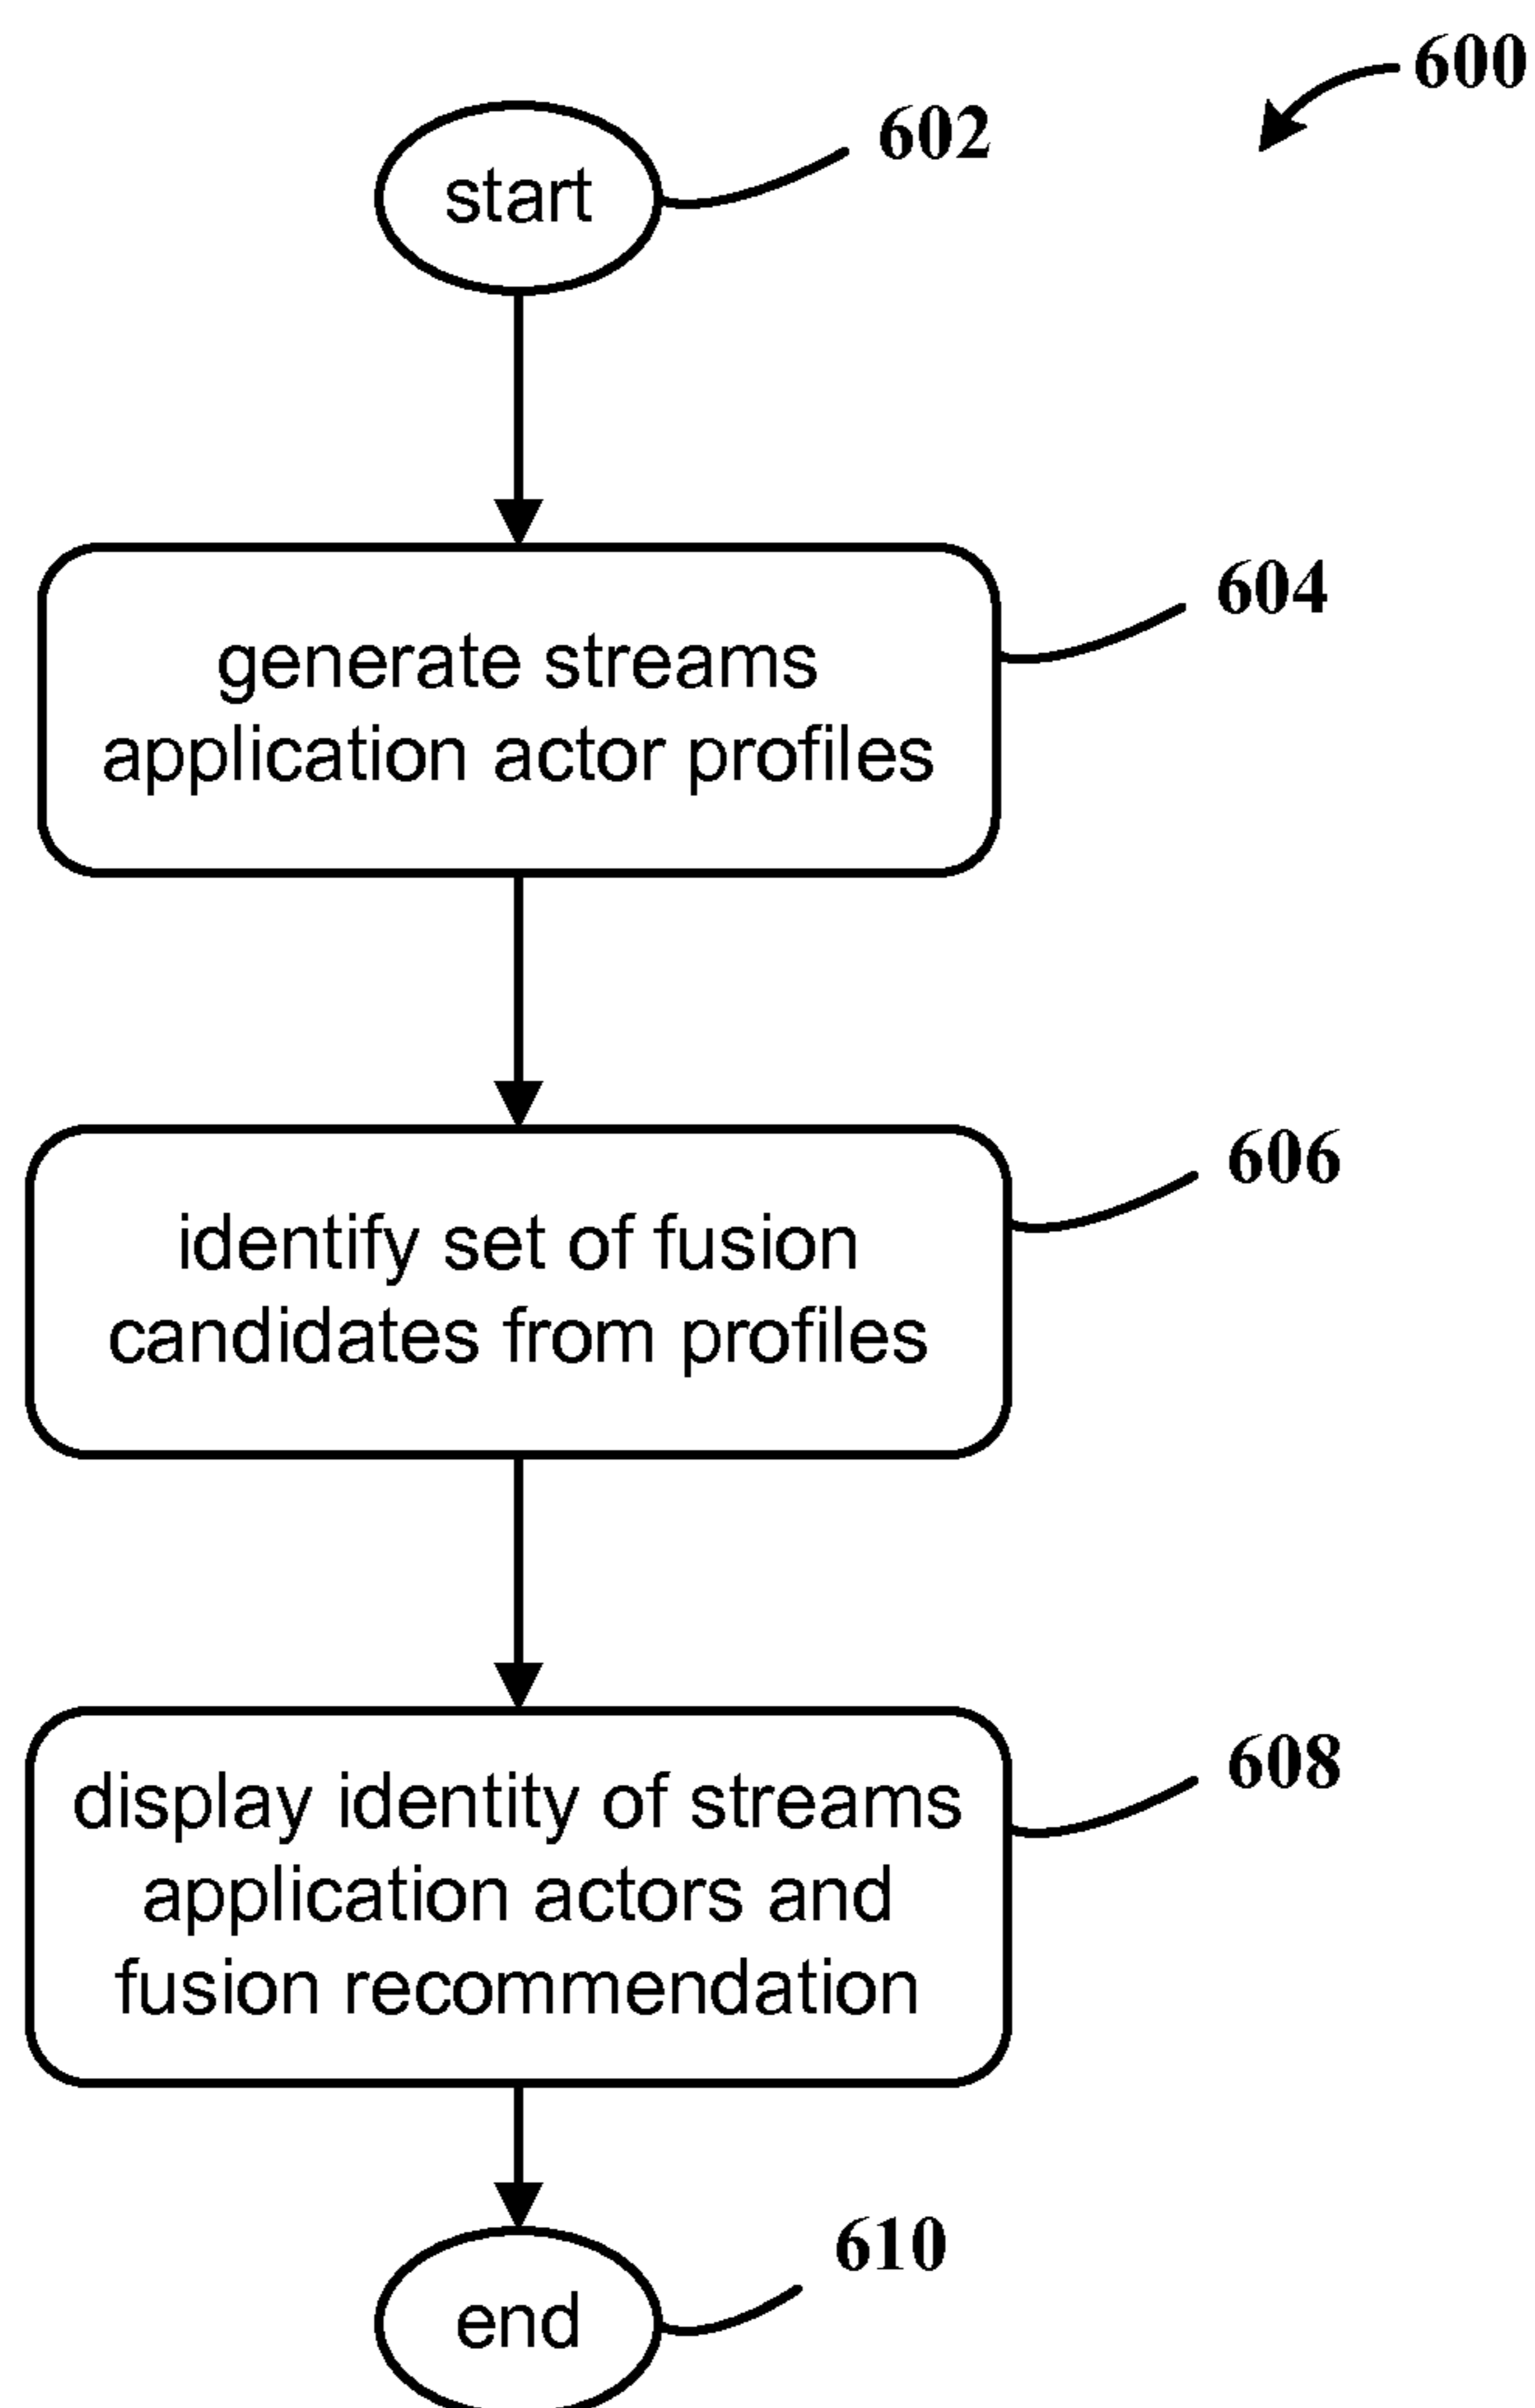 600
602
start
604
generate streams
application actor profiles
606
identify set of fusion
candidates from profiles
608
display identity of streams
application actors and
fusion recommendation
610
end